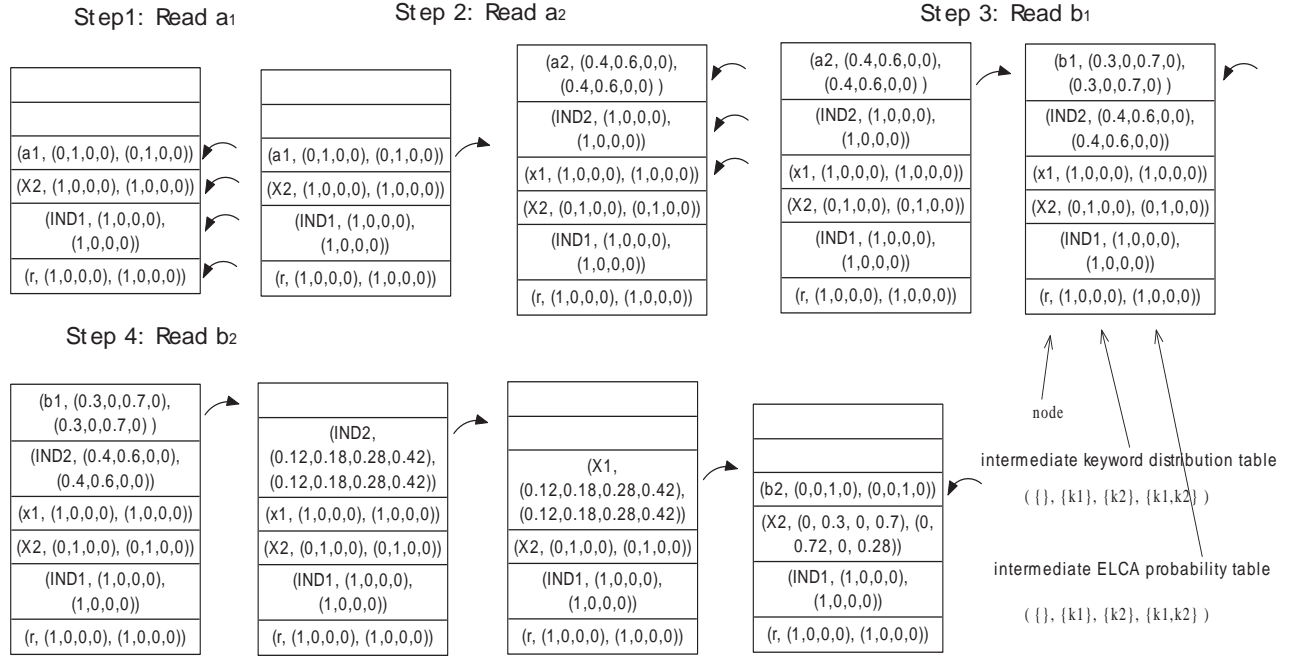 Step1: Read a1
Step 2: Read a2
Step 3: Read b1
(a1, (0,1,0,0), (0,1,0,0))
(X2, (1,0,0,0), (1,0,0,0))
(IND1, (1,0,0,0),
(1,0,0,0))
(r, (1,0,0,0), (1,0,0,0))
(a1, (0,1,0,0), (0,1,0,0))
(X2, (1,0,0,0), (1,0,0,0))
(IND1, (1,0,0,0),
(1,0,0,0))
(r, (1,0,0,0), (1,0,0,0))
(a2, (0.4,0.6,0,0),
(0.4,0.6,0,0) )
(IND2, (1,0,0,0),
(1,0,0,0))
(x1, (1,0,0,0), (1,0,0,0))
(X2, (0,1,0,0), (0,1,0,0))
(IND1, (1,0,0,0),
(1,0,0,0))
(r, (1,0,0,0), (1,0,0,0))
(a2, (0.4,0.6,0,0),
(0.4,0.6,0,0) )
(IND2, (1,0,0,0),
(1,0,0,0))
(x1, (1,0,0,0), (1,0,0,0))
(X2, (0,1,0,0), (0,1,0,0))
(IND1, (1,0,0,0),
(1,0,0,0))
(r, (1,0,0,0), (1,0,0,0))
(b1, (0.3,0,0.7,0),
(0.3,0,0.7,0) )
(IND2, (0.4,0.6,0,0),
(0.4,0.6,0,0))
(x1, (1,0,0,0), (1,0,0,0))
(X2, (0,1,0,0), (0,1,0,0))
(IND1, (1,0,0,0),
(1,0,0,0))
(r, (1,0,0,0), (1,0,0,0))
Step 4: Read b2
(b1, (0.3,0,0.7,0),
(0.3,0,0.7,0) )
(IND2, (0.4,0.6,0,0),
(0.4,0.6,0,0))
(x1, (1,0,0,0), (1,0,0,0))
(X2, (0,1,0,0), (0,1,0,0))
(IND1, (1,0,0,0),
(1,0,0,0))
(r, (1,0,0,0), (1,0,0,0))
(IND2,
(0.12,0.18,0.28,0.42),
(0.12,0.18,0.28,0.42))
(x1, (1,0,0,0), (1,0,0,0))
(X2, (0,1,0,0), (0,1,0,0))
(IND1, (1,0,0,0),
(1,0,0,0))
(r, (1,0,0,0), (1,0,0,0))
(X1,
(0.12,0.18,0.28,0.42),
(0.12,0.18,0.28,0.42))
(X2, (0,1,0,0), (0,1,0,0))
(IND1, (1,0,0,0),
(1,0,0,0))
(r, (1,0,0,0), (1,0,0,0))
(b2, (0,0,1,0), (0,0,1,0))
(X2, (0, 0.3, 0, 0.7), (0,
0.72, 0, 0.28))
(IND1, (1,0,0,0),
(1,0,0,0))
(r, (1,0,0,0), (1,0,0,0))
node
intermediate keyword distribution table
( {}, {k1}, {k2}, {k1,k2} )
intermediate ELCA probability table
( {}, {k1}, {k2}, {k1,k2} )